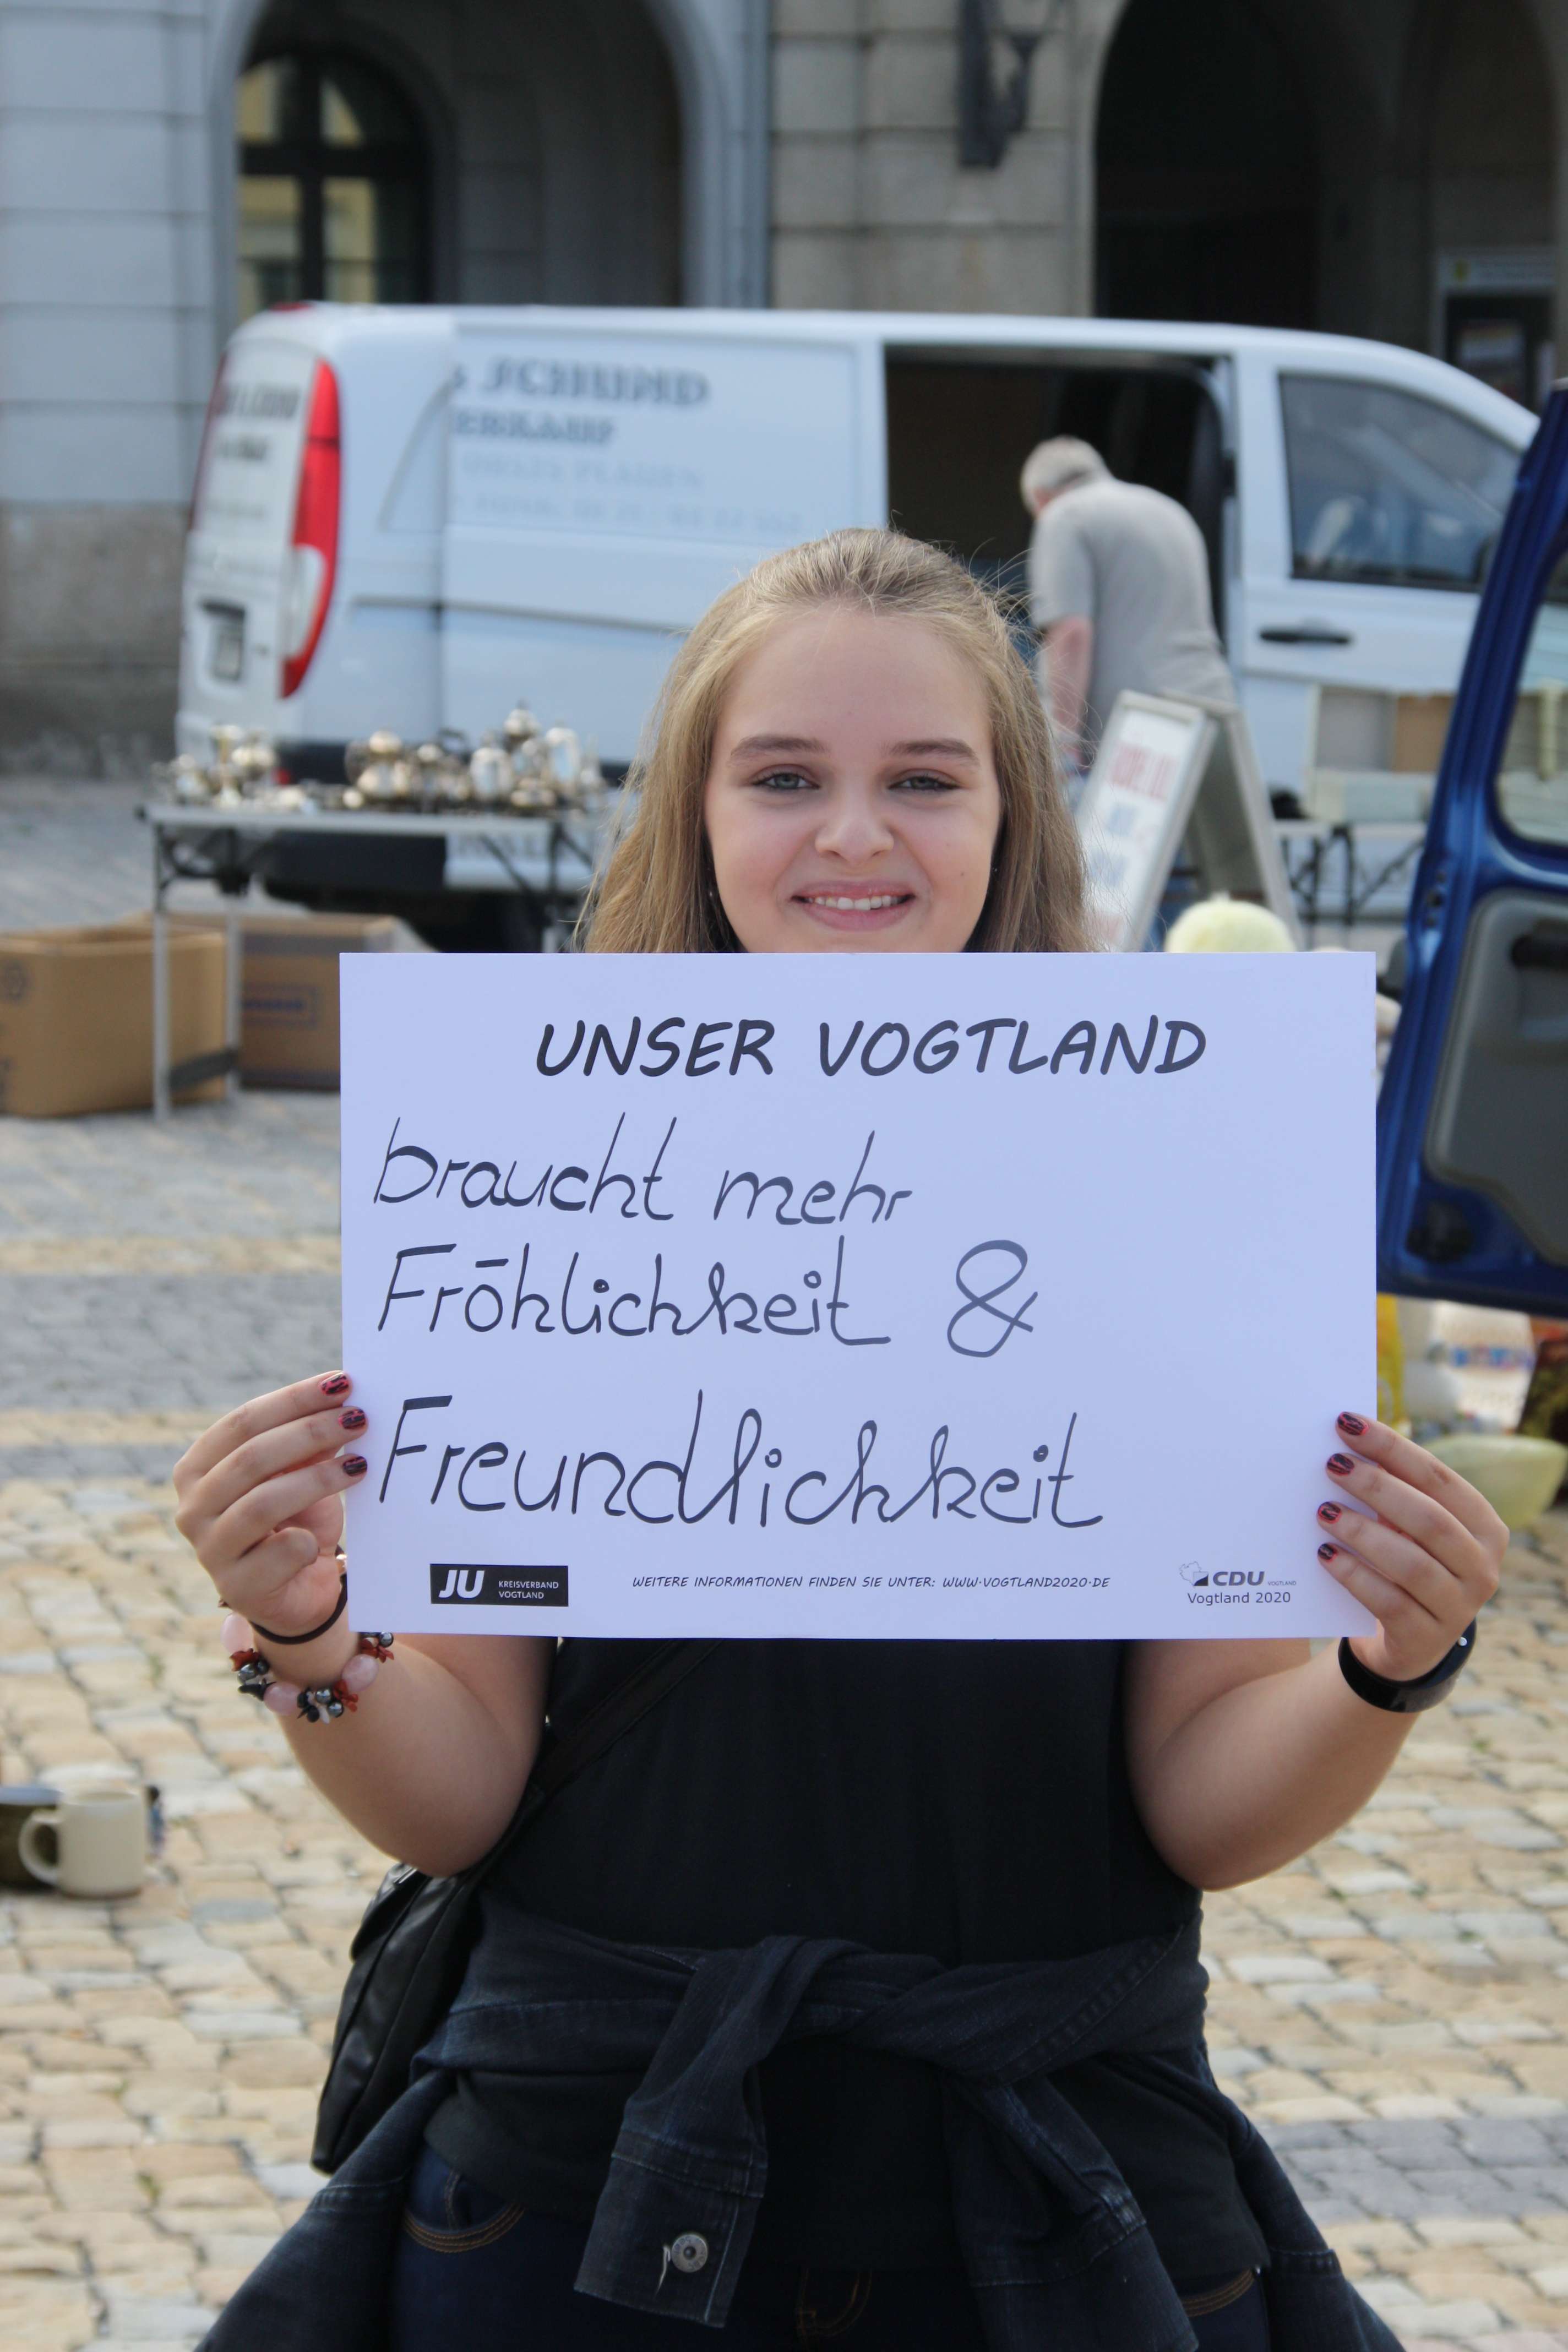 SCHUND
UNSER VOGTLAND
braucht mehr
Fröhlichkeit &
Freundlichkeit
JU KREISVERBAND
VOGTLAND
WEITERE INFORMATIONEN FINDEN SIE UNTER: WWW.VOGTLAND2020.DE
CDU VOGTLAND
Vogtland 2020